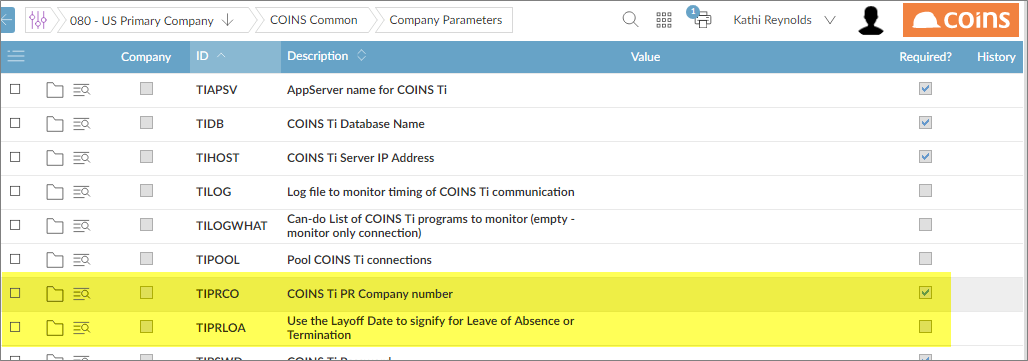 080 - US Primary Company
COINS Common
Company Parameters
1
Kathi Reynolds
coins
Company
ID
Description
Value
Required?
History
TIAPSV
AppServer name for COINS Ti
TIDB
COINS Ti Database Name
TIHOST
COINS Ti Server IP Address
TILOG
Log file to monitor timing of COINS Ti communication
TILOGWHAT
Can-do List of COINS Ti programs to monitor (empty -
monitor only connection)
TIPOOL
Pool COINS Ti connections
TIPRCO
COINS Ti PR Company number
TIPRLOA
Use the Layoff Date to signify for Leave of Absence or
Termination